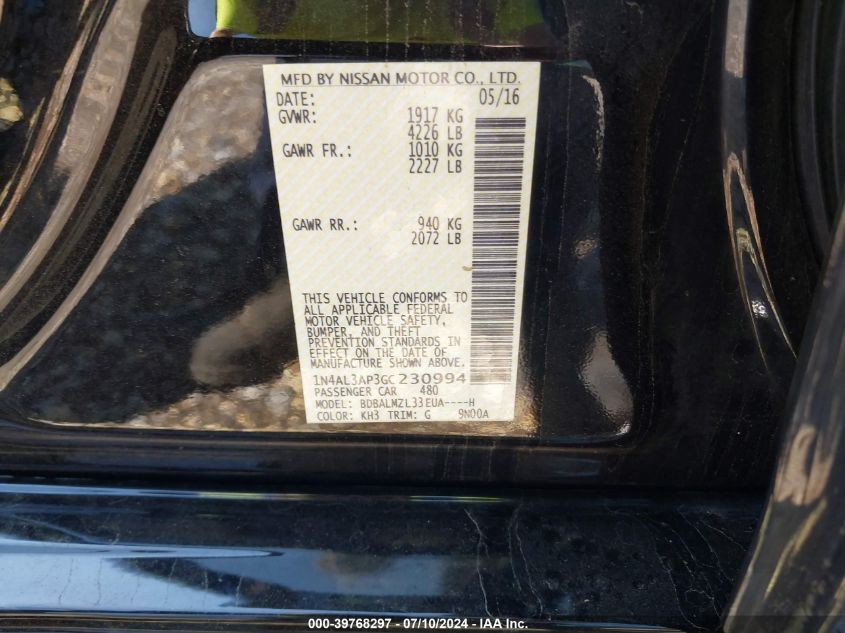 MFD BY NISSAN MOTOR CO., LTD.
DATE: 05/16
GVWR: 1917 KG
4226 LB
GAWR FR.: 1010 KG
2227 LB
GAWR RR.: 940 KG
2072 LB
THIS VEHICLE CONFORMS TO
ALL APPLICABLE FEDERAL
MOTOR VEHICLE SAFETY,
BUMPER, AND THEFT
PREVENTION STANDARDS IN
EFFECT ON THE DATE OF
MANUFACTURE SHOWN ABOVE.
1N4AL3AP3GC230994
PASSENGER CAR 480
MODEL: BDBALMZL33EUA----H
COLOR: KH3 TRIM: G 9N00A
000-39768297 - 07/10/2024 - IAA Inc.